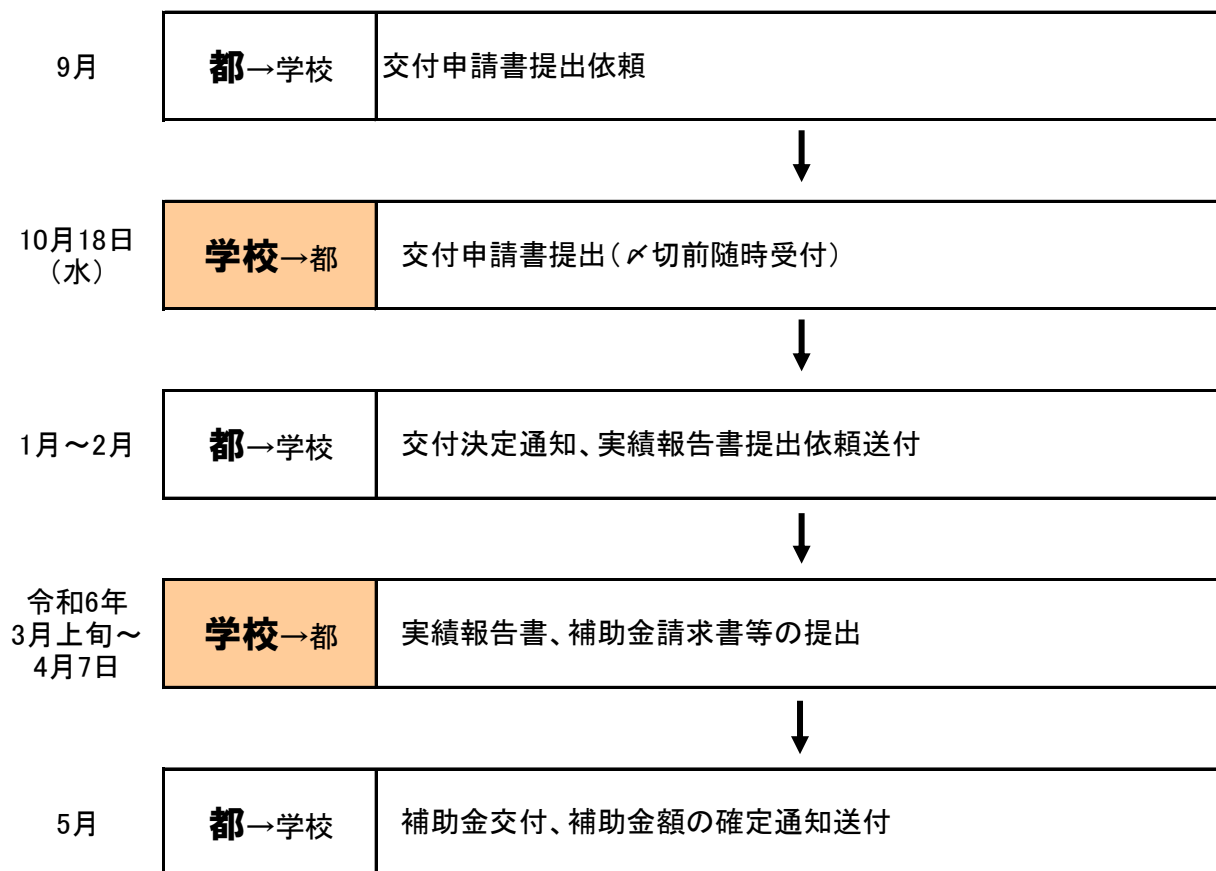 9月
都→学校
交付申請書提出依頼
10月18日
（水）
学校→都
交付申請書提出（〆切前随時受付）
1月～2月
都→学校
交付決定通知、実績報告書提出依頼送付
令和6年
3月上旬～
4月7日
学校→都
実績報告書、補助金請求書等の提出
5月
都→学校
補助金交付、補助金額の確定通知送付